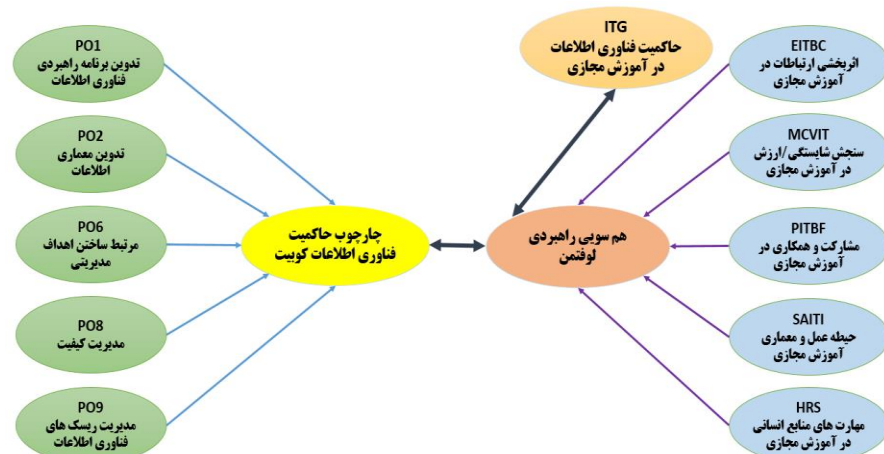 ITG
حاکمیت فناوری اطلاعات
در آموزش مجازی
EITBC
اثربخشی ارتباطات در
آموزش مجازی
MCVIT
سنجش شایستگی/ارزش
در آموزش مجازی
PITBF
مشارکت و همکاری در
آموزش مجازی
SAITI
حیطه عمل و معماری
آموزش مجازی
HRS
مهارت های منابع انسانی
در آموزش مجازی
هم سویی راهبردی
لوفتمن
چارچوب حاکمیت
فناوری اطلاعات کوبیت
PO1
تدوین برنامه راهبردی
فناوری اطلاعات
PO2
تدوین معماری
اطلاعات
PO6
مرتبط ساختن اهداف
مدیریتی
PO8
مدیریت کیفیت
PO9
مدیریت ریسک های
فناوری اطلاعات